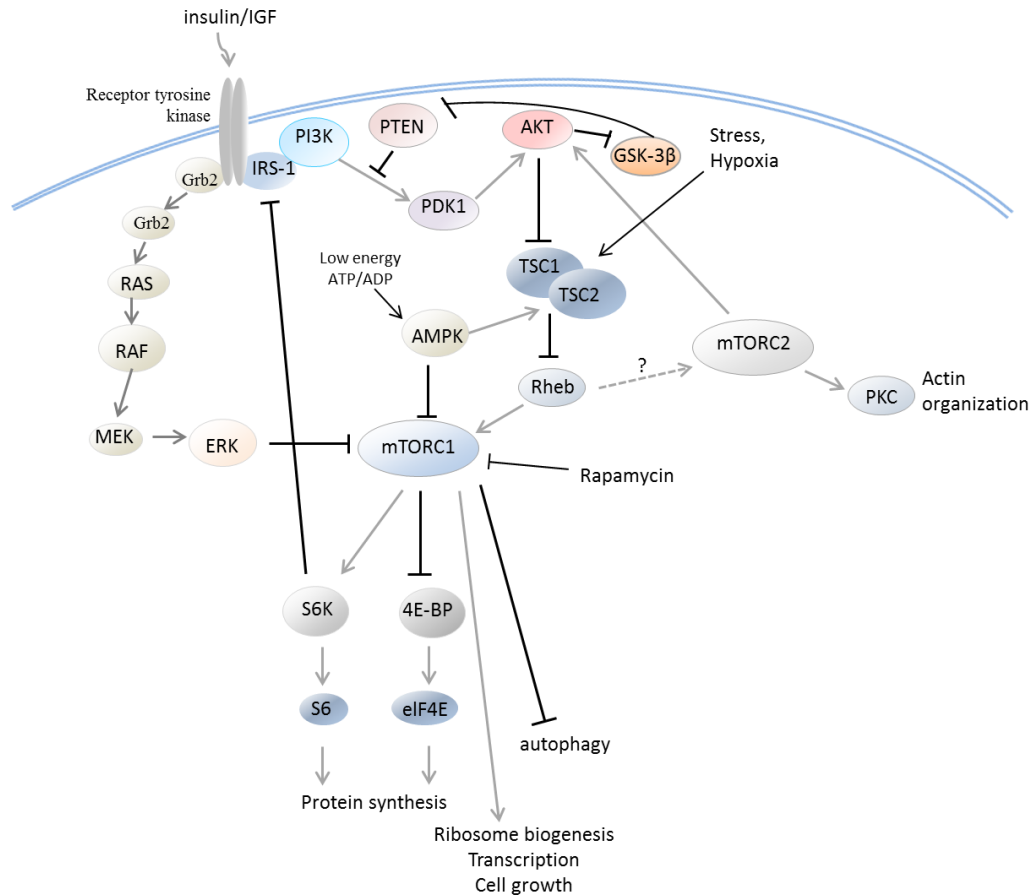 insulin/IGF
Receptor tyrosine
kinase
PI3K
PTEN
AKT
GSK-3β
Stress,
Hypoxia
IRS-1
Grb2
PDK1
Grb2
RAS
TSC1
TSC2
Low energy
ATP/ADP
AMPK
RAF
mTORC2
?
Rheb
PKC
Actin
organization
MEK
ERK
mTORC1
Rapamycin
S6K
4E-BP
S6
eIF4E
autophagy
Protein synthesis
Ribosome biogenesis
Transcription
Cell growth